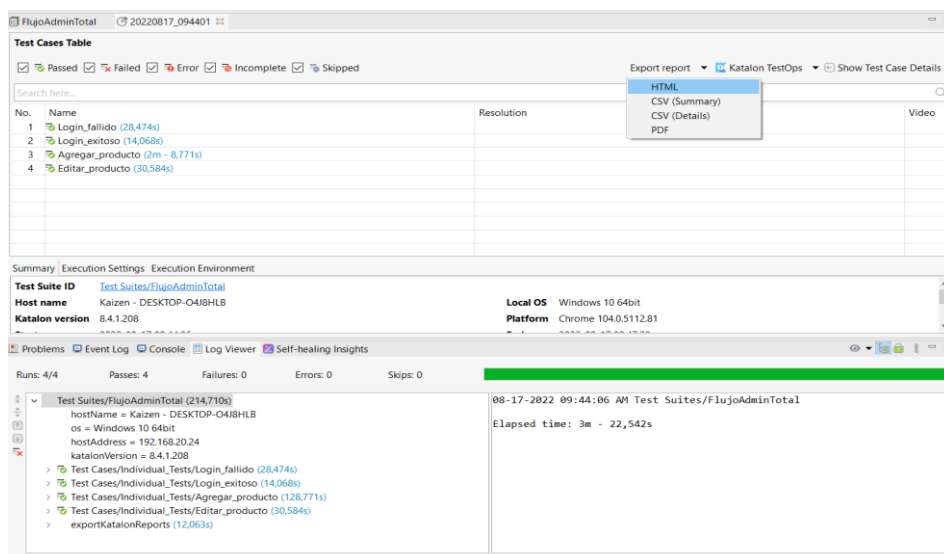 FlujoAdminTotal 20220817_094401
Test Cases Table
Passed Failed Error Incomplete Skipped Export report Katalon TestOps Show Test Case Details
HTML
CSV (Summary)
CSV (Details)
PDF
Search here...
No. Name Resolution Video
1 Login_fallido (28,474s)
2 Login_exitoso (14,068s)
3 Agregar_producto (2m - 8,771s)
4 Editar_producto (30,584s)
Summary Execution Settings Execution Environment
Test Suite ID Test Suites/FlujoAdminTotal
Host name Kaizen - DESKTOP-O4J8HLB Local OS Windows 10 64bit
Katalon version 8.4.1.208 Platform Chrome 104.0.5112.81
Problems Event Log Console Log Viewer Self-healing Insights
Runs: 4/4 Passes: 4 Failures: 0 Errors: 0 Skips: 0
Test Suites/FlujoAdminTotal (214,710s)
hostName = Kaizen - DESKTOP-O4J8HLB
os = Windows 10 64bit
hostAddress = 192.168.20.24
katalonVersion = 8.4.1.208
Test Cases/Individual_Tests/Login_fallido (28,474s)
Test Cases/Individual_Tests/Login_exitoso (14,068s)
Test Cases/Individual_Tests/Agregar_producto (128,771s)
Test Cases/Individual_Tests/Editar_producto (30,584s)
exportKatalonReports (12,063s)
08-17-2022 09:44:06 AM Test Suites/FlujoAdminTotal
Elapsed time: 3m - 22,542s